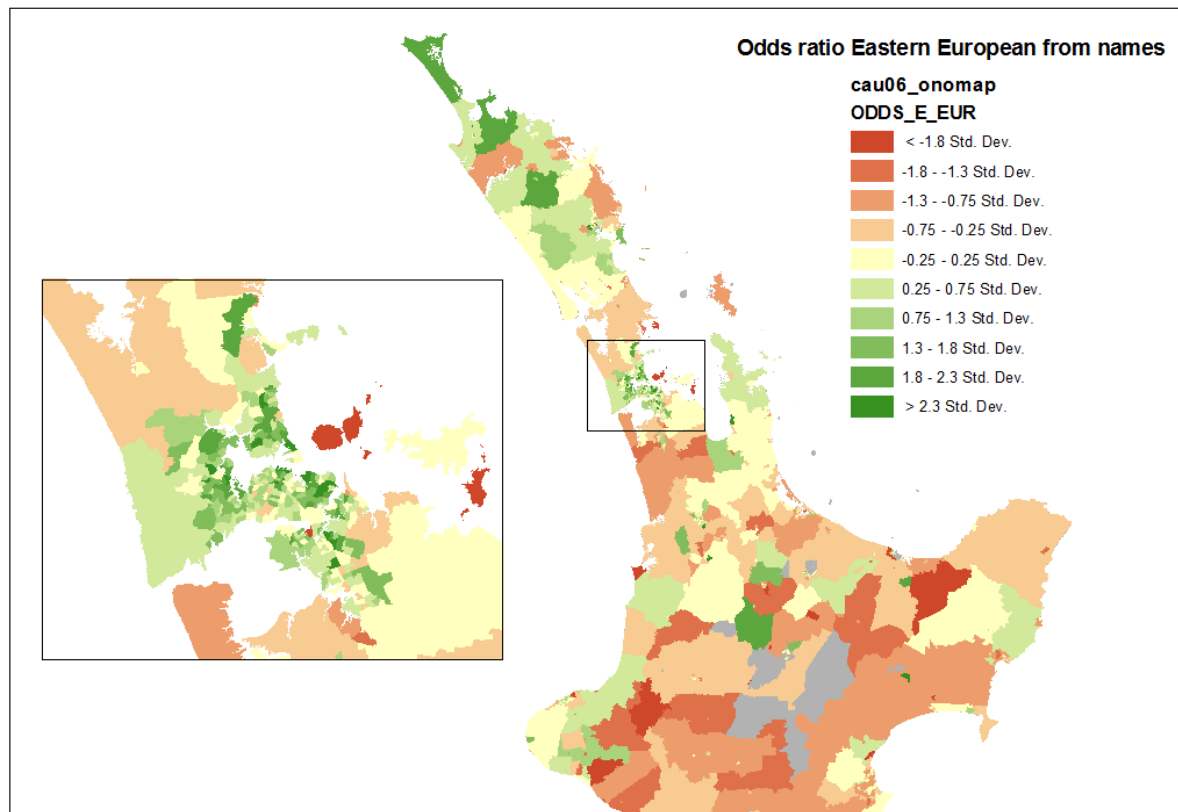 Odds ratio Eastern European from names
cau06_onomap
ODDS_E_EUR
< -1.8 Std. Dev.
-1.8 - -1.3 Std. Dev.
-1.3 - -0.75 Std. Dev.
-0.75 - -0.25 Std. Dev.
-0.25 - 0.25 Std. Dev.
0.25 - 0.75 Std. Dev.
0.75 - 1.3 Std. Dev.
1.3 - 1.8 Std. Dev.
1.8 - 2.3 Std. Dev.
> 2.3 Std. Dev.